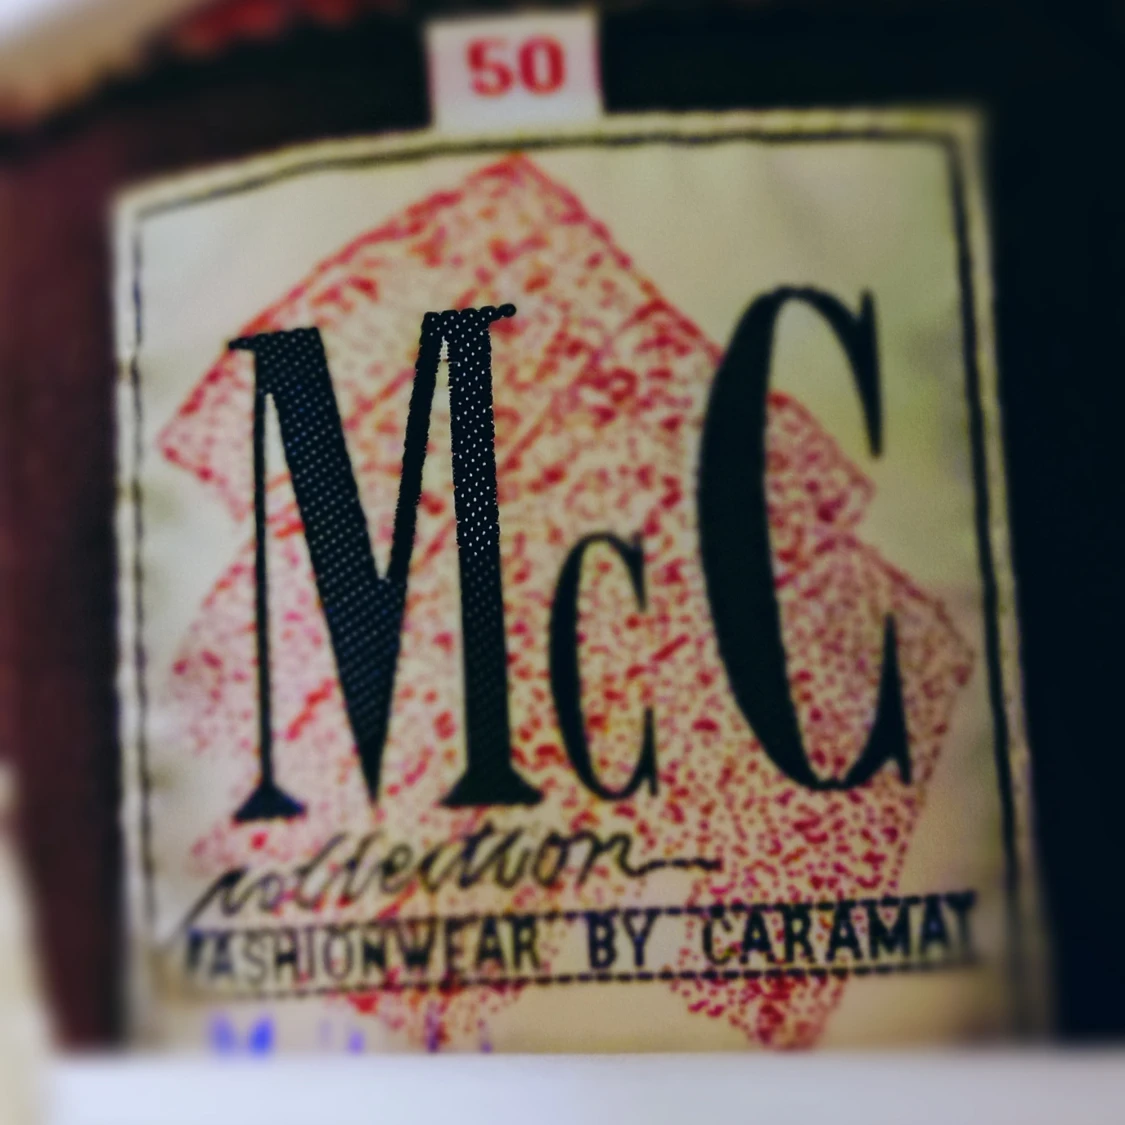 50
McC
collection
FASHIONWEAR BY CARAMAT